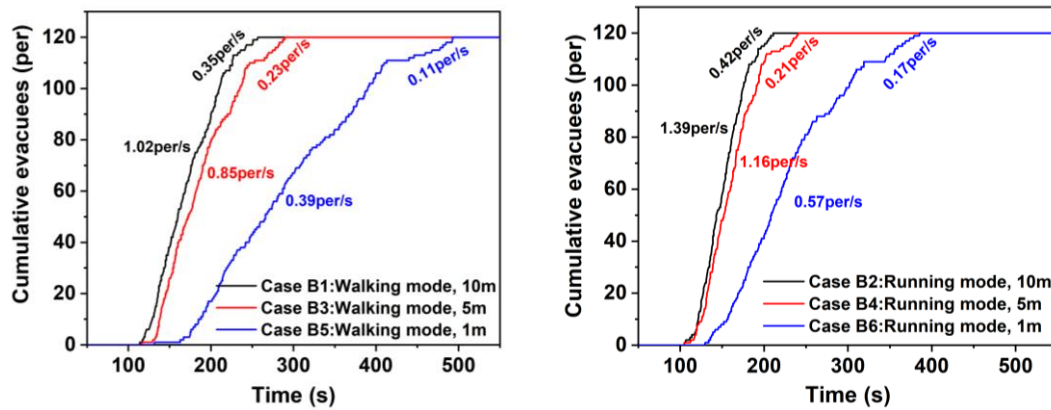 Cumulative evacuees (per)
120
100
80
60
40
20
0
0.35per/s
0.23per/s
0.11per/s
1.02per/s
0.85per/s
0.39per/s
Case B1:Walking mode, 10m
Case B3:Walking mode, 5m
Case B5:Walking mode, 1m
100 200 300 400 500
Time (s)
Cumulative evacuees (per)
120
100
80
60
40
20
0
0.42per/s
0.21per/s
0.17per/s
1.39per/s
1.16per/s
0.57per/s
Case B2:Running mode, 10m
Case B4:Running mode, 5m
Case B6:Running mode, 1m
100 200 300 400 500
Time (s)